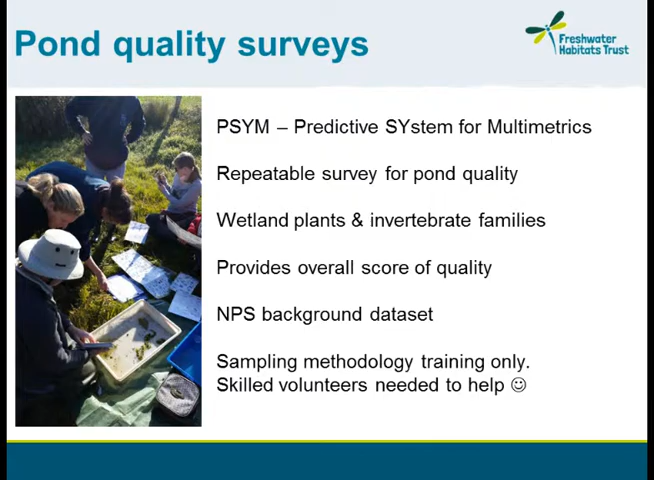 Pond quality surveys
Freshwater
Habitats Trust
PSYM – Predictive SYstem for Multimetrics
Repeatable survey for pond quality
Wetland plants & invertebrate families
Provides overall score of quality
NPS background dataset
Sampling methodology training only.
Skilled volunteers needed to help ☺